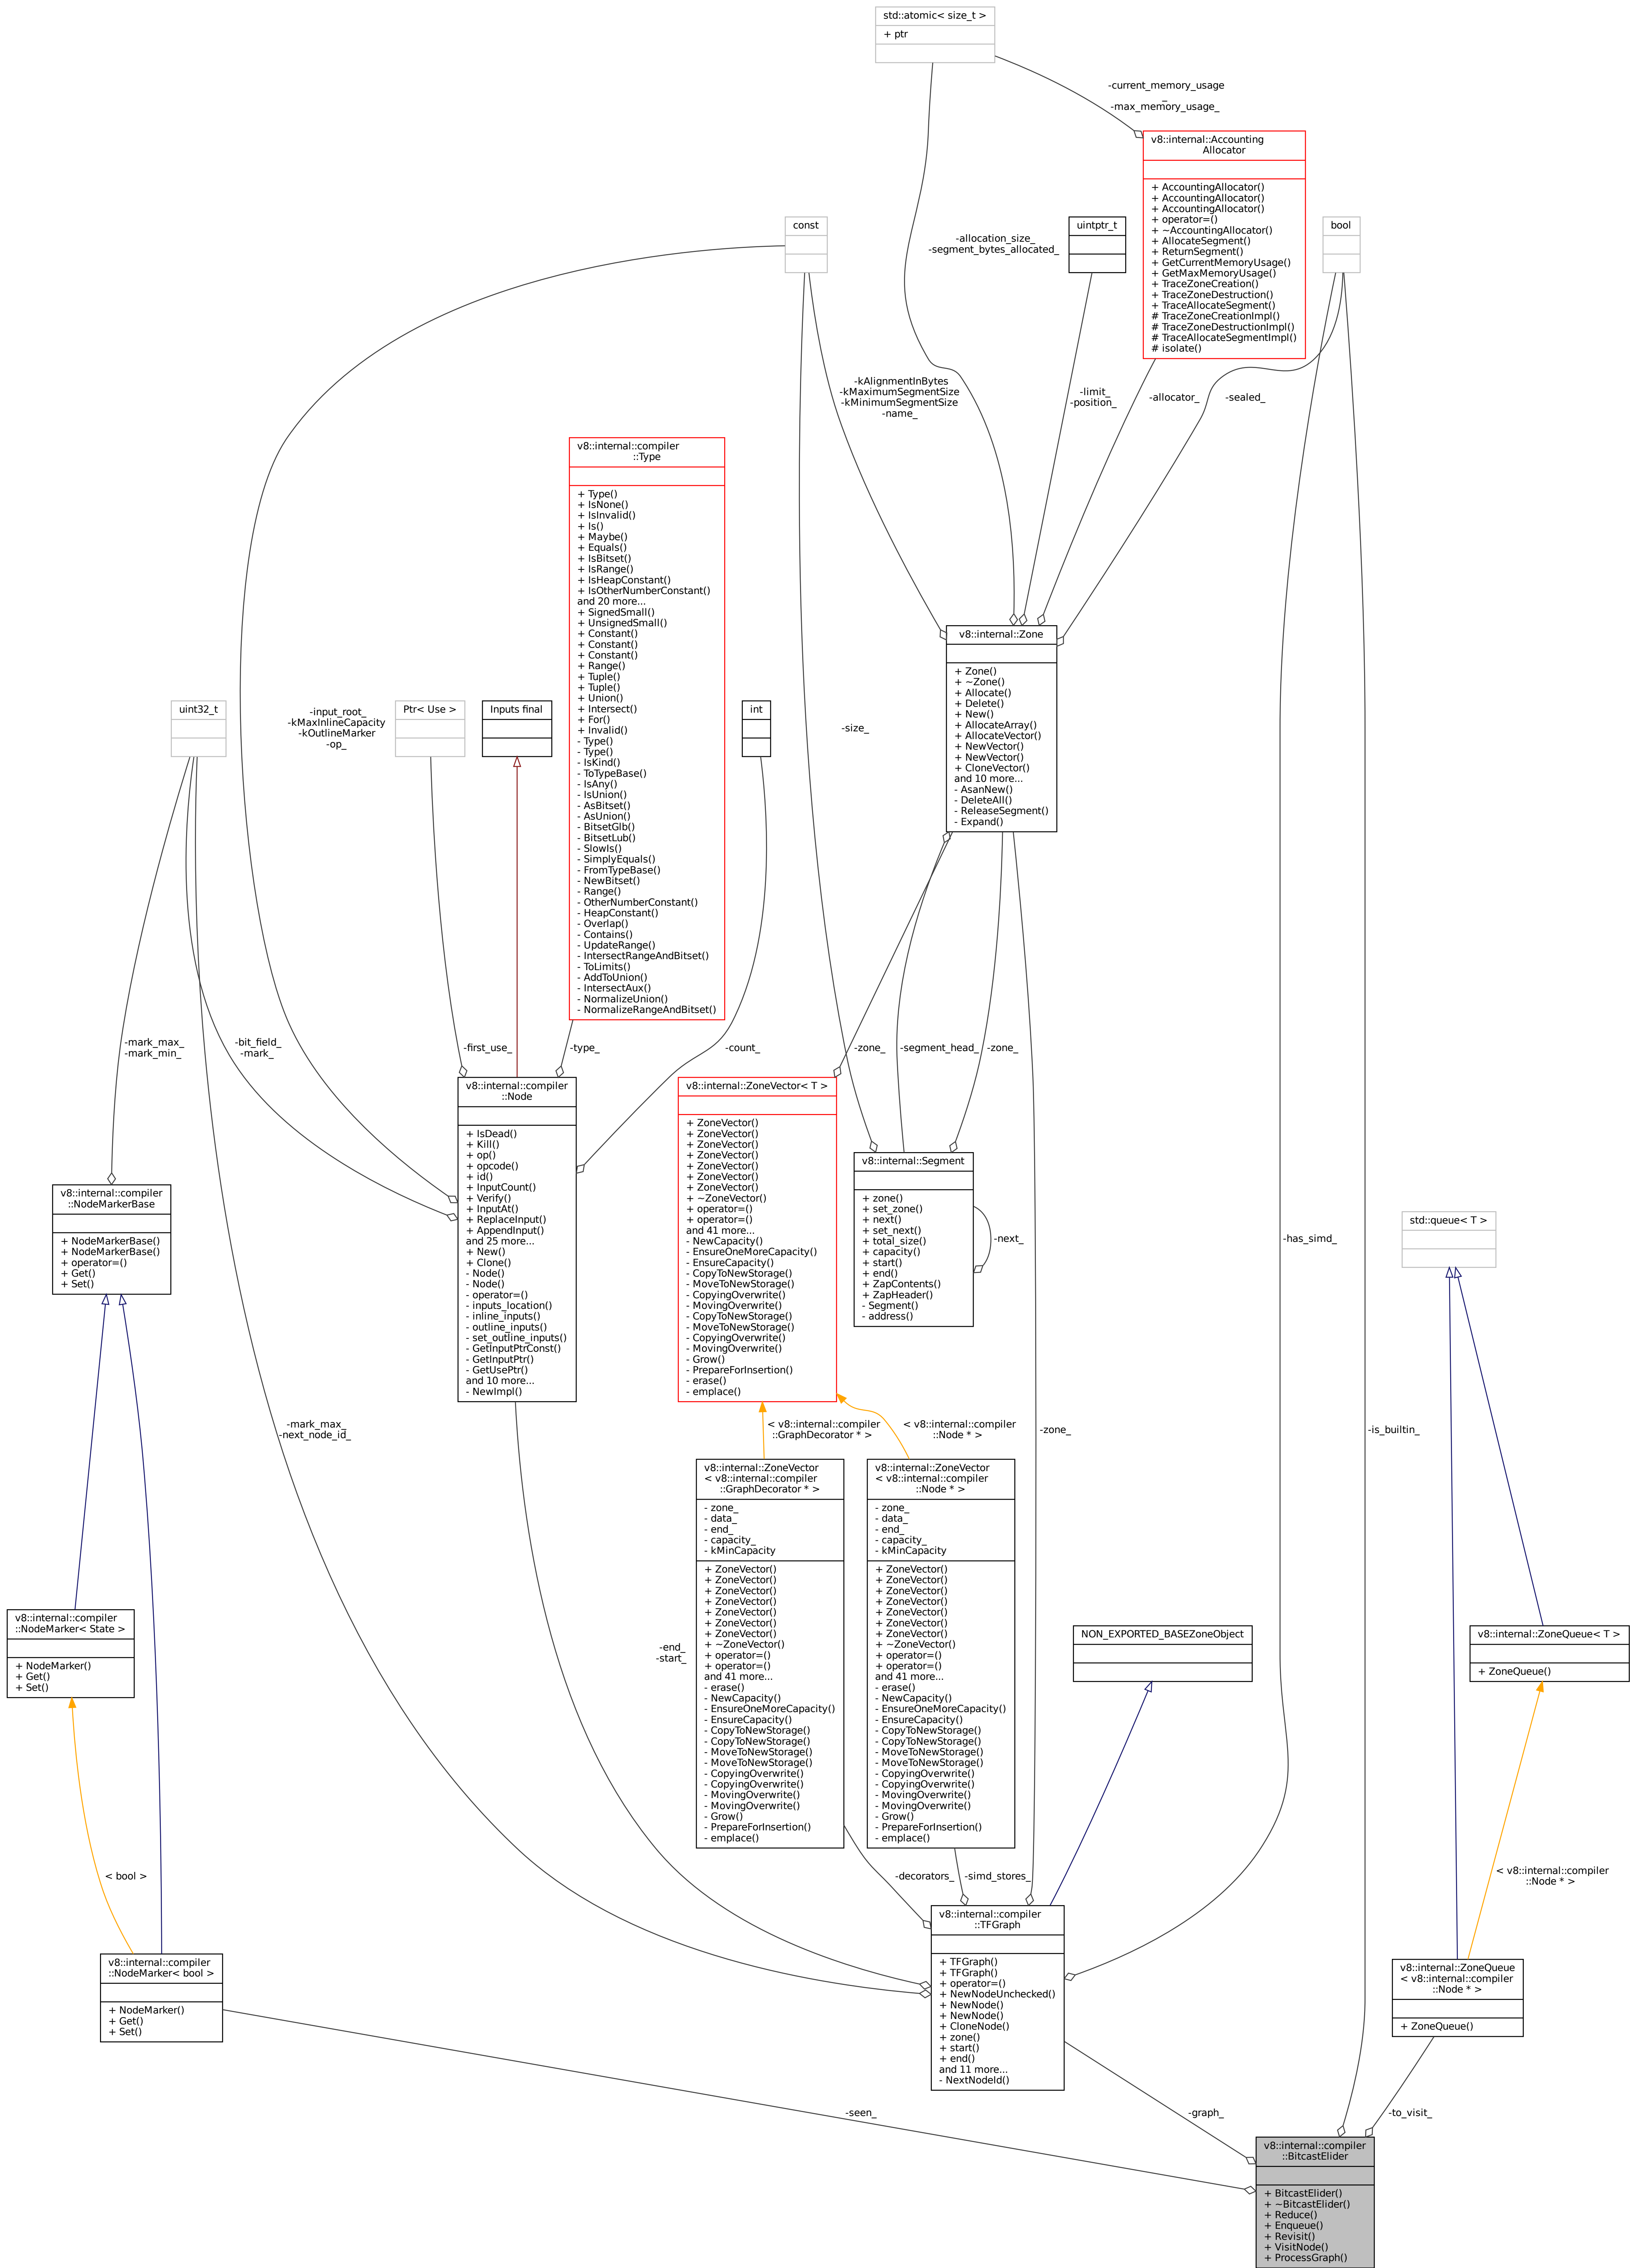 std::atomic< size_t >
+ ptr
-current_memory_usage
_
-max_memory_usage_
v8::internal::Accounting
Allocator
+ AccountingAllocator()
+ AccountingAllocator()
+ AccountingAllocator()
+ operator=()
+ ~AccountingAllocator()
+ AllocateSegment()
+ ReturnSegment()
+ GetCurrentMemoryUsage()
+ GetMaxMemoryUsage()
+ TraceZoneCreation()
+ TraceZoneDestruction()
+ TraceAllocateSegment()
# TraceZoneCreationImpl()
# TraceZoneDestructionImpl()
# TraceAllocateSegmentImpl()
# isolate()
const
-allocation_size_
-segment_bytes_allocated_
uintptr_t
bool
-kAlignmentInBytes
-kMaximumSegmentSize
-kMinimumSegmentSize
-name_
-limit_
-position_
-allocator_
-sealed_
v8::internal::compiler
::Type
+ Type()
+ IsNone()
+ IsInvalid()
+ Is()
+ Maybe()
+ Equals()
+ IsBitset()
+ IsRange()
+ IsHeapConstant()
+ IsOtherNumberConstant()
and 20 more...
+ SignedSmall()
+ UnsignedSmall()
+ Constant()
+ Constant()
+ Constant()
+ Range()
+ Tuple()
+ Tuple()
+ Union()
+ Intersect()
+ For()
+ Invalid()
- Type()
- Type()
- IsKind()
- ToTypeBase()
- IsAny()
- IsUnion()
- AsBitset()
- AsUnion()
- BitsetGlb()
- BitsetLub()
- SlowIs()
- SimplyEquals()
- FromTypeBase()
- NewBitset()
- Range()
- OtherNumberConstant()
- HeapConstant()
- Overlap()
- Contains()
- UpdateRange()
- IntersectRangeAndBitset()
- ToLimits()
- AddToUnion()
- IntersectAux()
- NormalizeUnion()
- NormalizeRangeAndBitset()
v8::internal::Zone
+ Zone()
+ ~Zone()
+ Allocate()
+ Delete()
+ New()
+ AllocateArray()
+ AllocateVector()
+ NewVector()
+ NewVector()
+ CloneVector()
and 10 more...
- AsanNew()
- DeleteAll()
- ReleaseSegment()
- Expand()
uint32_t
-input_root_
-kMaxInlineCapacity
-kOutlineMarker
-op_
Ptr< Use >
Inputs final
int
-size_
-mark_max_
-mark_min_
-bit_field_
-mark_
-first_use_
-type_
-count_
-zone_
-segment_head_
-zone_
v8::internal::compiler
::Node
+ IsDead()
+ Kill()
+ op()
+ opcode()
+ id()
+ InputCount()
+ Verify()
+ InputAt()
+ ReplaceInput()
+ AppendInput()
and 25 more...
+ New()
+ Clone()
- Node()
- Node()
- operator=()
- inputs_location()
- inline_inputs()
- outline_inputs()
- set_outline_inputs()
- GetInputPtrConst()
- GetInputPtr()
- GetUsePtr()
and 10 more...
- NewImpl()
v8::internal::ZoneVector< T >
+ ZoneVector()
+ ZoneVector()
+ ZoneVector()
+ ZoneVector()
+ ZoneVector()
+ ZoneVector()
+ ZoneVector()
+ ~ZoneVector()
+ operator=()
+ operator=()
and 41 more...
- NewCapacity()
- EnsureOneMoreCapacity()
- EnsureCapacity()
- CopyToNewStorage()
- MoveToNewStorage()
- CopyingOverwrite()
- MovingOverwrite()
- CopyToNewStorage()
- MoveToNewStorage()
- CopyingOverwrite()
- MovingOverwrite()
- Grow()
- PrepareForInsertion()
- erase()
- emplace()
v8::internal::Segment
+ zone()
+ set_zone()
+ next()
+ set_next()
+ total_size()
+ capacity()
+ start()
+ end()
+ ZapContents()
+ ZapHeader()
- Segment()
- address()
-next_
v8::internal::compiler
::NodeMarkerBase
+ NodeMarkerBase()
+ NodeMarkerBase()
+ operator=()
+ Get()
+ Set()
-has_simd_
std::queue< T >
-mark_max_
-next_node_id_
< v8::internal::compiler
::GraphDecorator * >
< v8::internal::compiler
::Node * >
-zone_
-is_builtin_
v8::internal::ZoneVector
< v8::internal::compiler
::GraphDecorator * >
- zone_
- data_
- end_
- capacity_
- kMinCapacity
+ ZoneVector()
+ ZoneVector()
+ ZoneVector()
+ ZoneVector()
+ ZoneVector()
+ ZoneVector()
+ ZoneVector()
+ ~ZoneVector()
+ operator=()
+ operator=()
and 41 more...
- erase()
- NewCapacity()
- EnsureOneMoreCapacity()
- EnsureCapacity()
- CopyToNewStorage()
- CopyToNewStorage()
- MoveToNewStorage()
- MoveToNewStorage()
- CopyingOverwrite()
- CopyingOverwrite()
- MovingOverwrite()
- MovingOverwrite()
- Grow()
- PrepareForInsertion()
- emplace()
v8::internal::ZoneVector
< v8::internal::compiler
::Node * >
- zone_
- data_
- end_
- capacity_
- kMinCapacity
+ ZoneVector()
+ ZoneVector()
+ ZoneVector()
+ ZoneVector()
+ ZoneVector()
+ ZoneVector()
+ ZoneVector()
+ ~ZoneVector()
+ operator=()
+ operator=()
and 41 more...
- erase()
- NewCapacity()
- EnsureOneMoreCapacity()
- EnsureCapacity()
- CopyToNewStorage()
- CopyToNewStorage()
- MoveToNewStorage()
- MoveToNewStorage()
- CopyingOverwrite()
- CopyingOverwrite()
- MovingOverwrite()
- MovingOverwrite()
- Grow()
- PrepareForInsertion()
- emplace()
v8::internal::compiler
::NodeMarker< State >
+ NodeMarker()
+ Get()
+ Set()
-end_
-start_
NON_EXPORTED_BASEZoneObject
v8::internal::ZoneQueue< T >
+ ZoneQueue()
< bool >
-decorators_
-simd_stores_
< v8::internal::compiler
::Node * >
v8::internal::compiler
::TFGraph
+ TFGraph()
+ TFGraph()
+ operator=()
+ NewNodeUnchecked()
+ NewNode()
+ NewNode()
+ CloneNode()
+ zone()
+ start()
+ end()
and 11 more...
- NextNodeId()
v8::internal::compiler
::NodeMarker< bool >
+ NodeMarker()
+ Get()
+ Set()
v8::internal::ZoneQueue
< v8::internal::compiler
::Node * >
+ ZoneQueue()
-seen_
-graph_
-to_visit_
v8::internal::compiler
::BitcastElider
+ BitcastElider()
+ ~BitcastElider()
+ Reduce()
+ Enqueue()
+ Revisit()
+ VisitNode()
+ ProcessGraph()